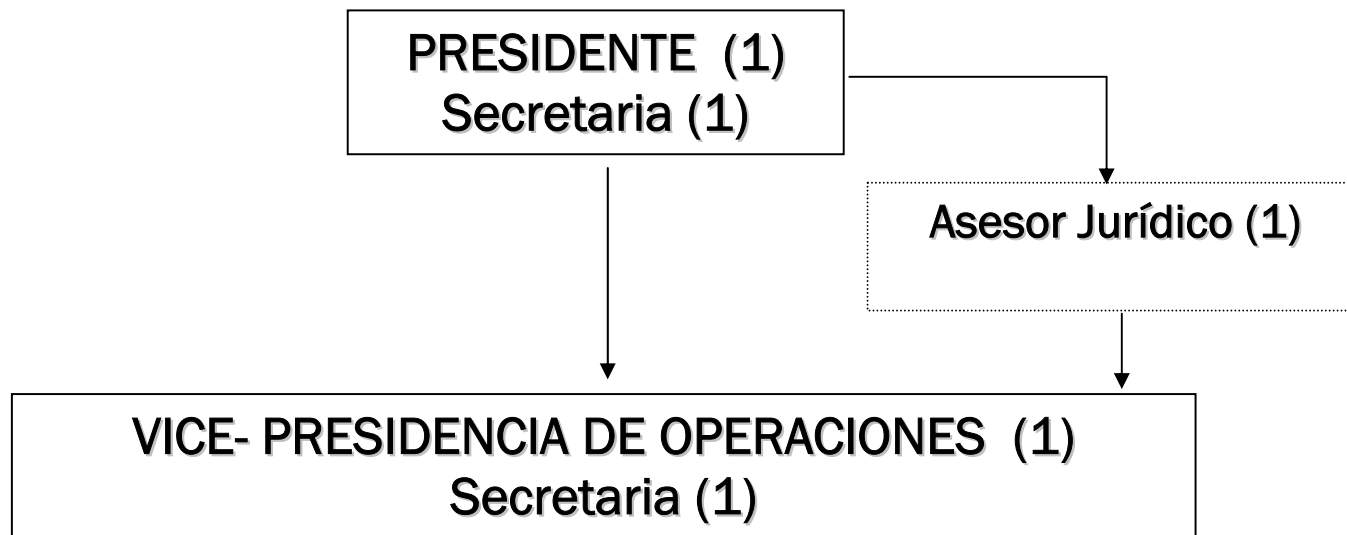 PRESIDENTE (1)
Secretaria (1)
Asesor Jurídico (1)
VICE- PRESIDENCIA DE OPERACIONES (1)
Secretaria (1)